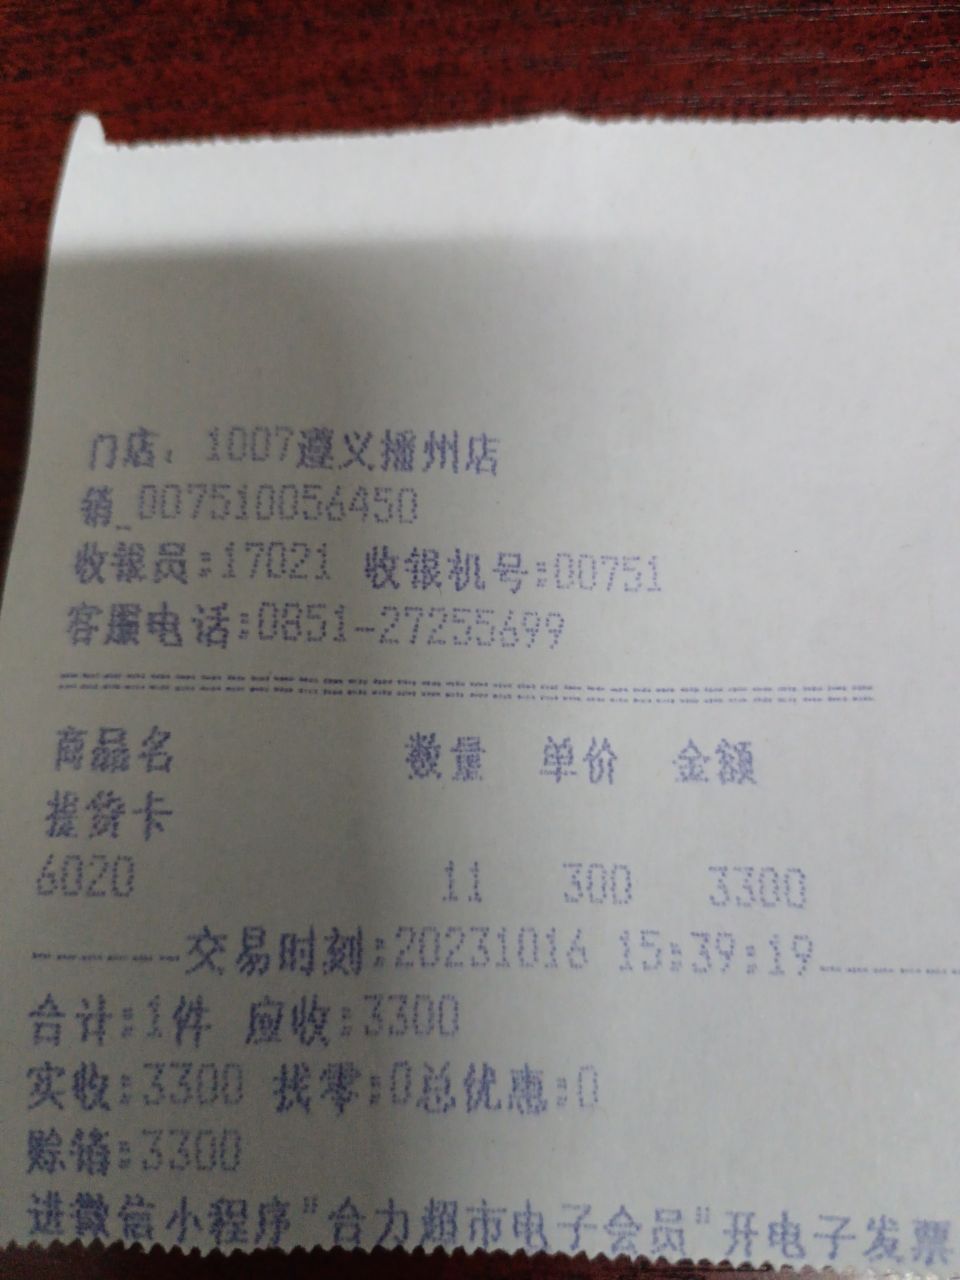 门店: 1007遵义播州店
销_007510056450
收银员:17021 收银机号:00751
客服电话:0851-27255699
商品名 数量 单价 金额
提货卡
6020 11 300 3300
------交易时刻:20231016 15:39:19------
合计:1件 应收:3300
实收:3300 找零:0总优惠:0
赊销:3300
进微信小程序"合力超市电子会员"开电子发票